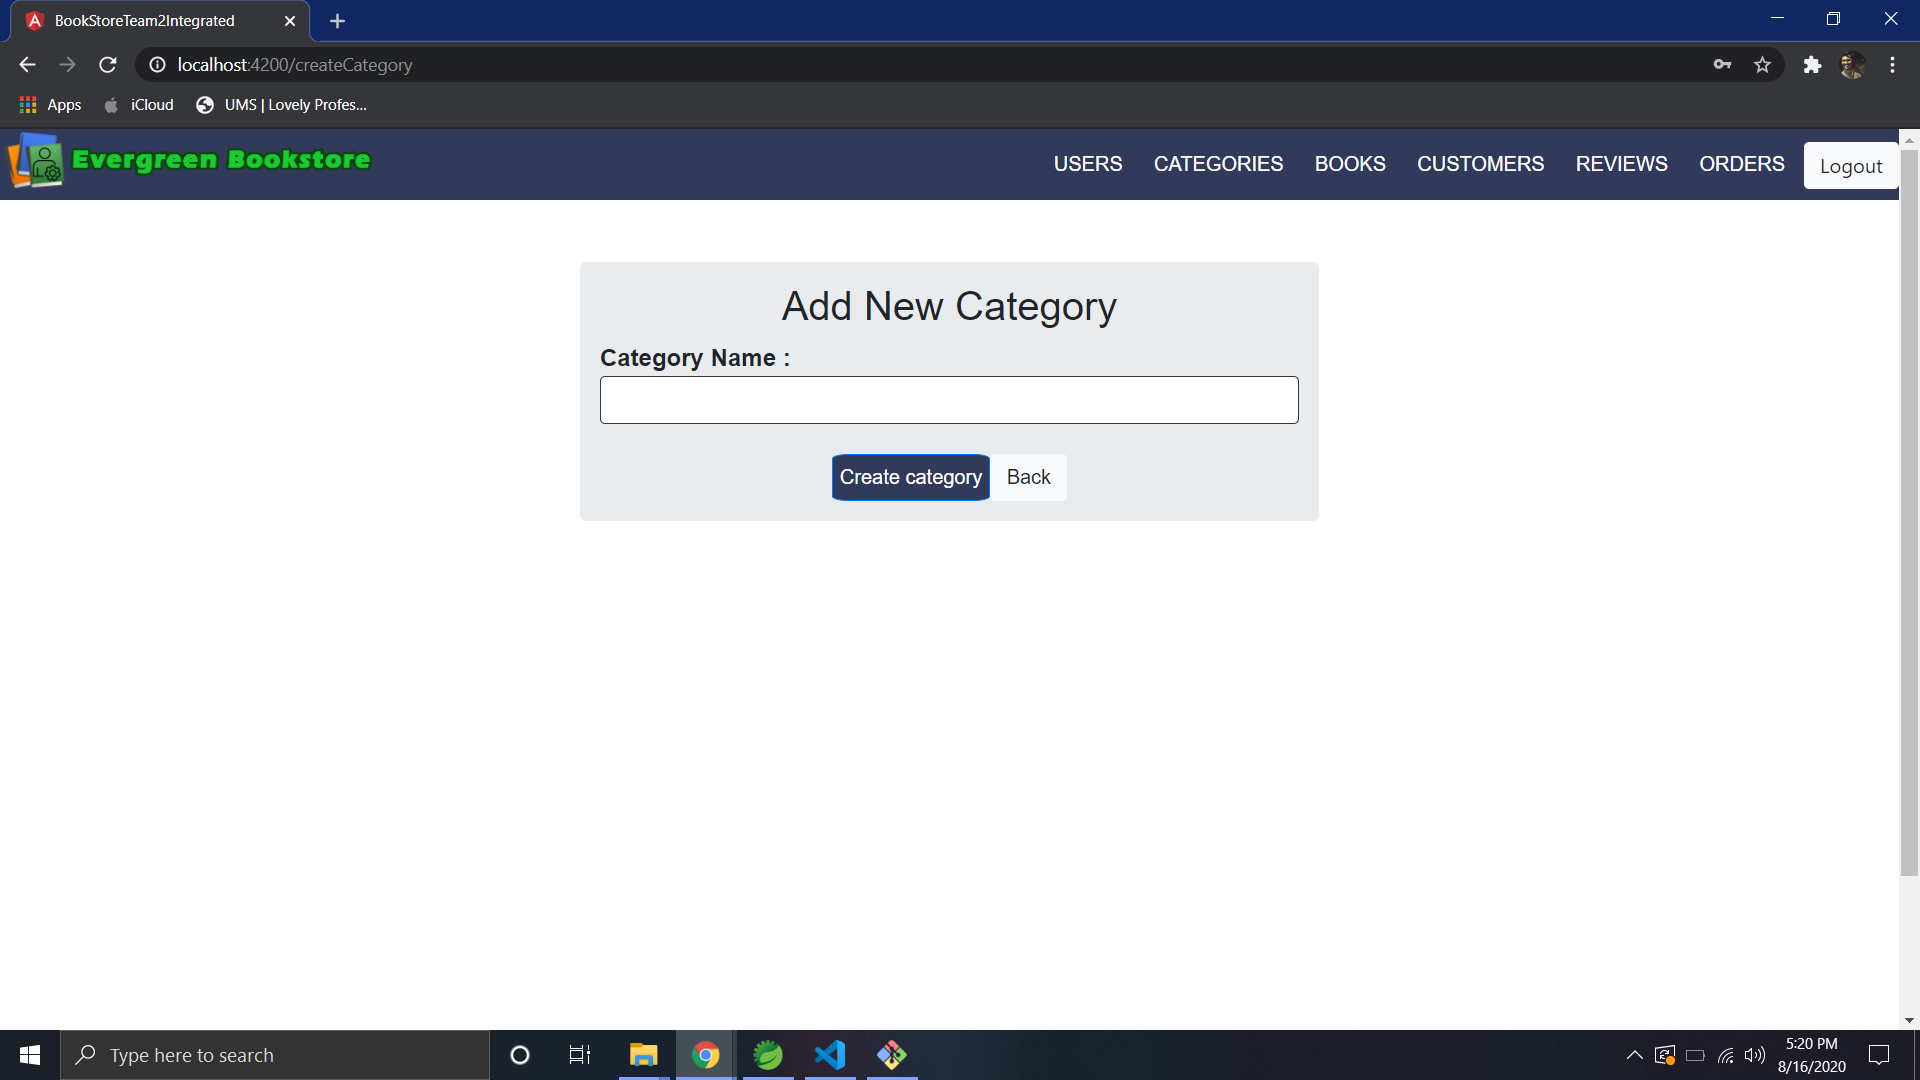 BookStoreTeam2Integrated
localhost:4200/createCategory
Apps iCloud UMS | Lovely Profes...
Evergreen Bookstore USERS CATEGORIES BOOKS CUSTOMERS REVIEWS ORDERS Logout
Add New Category
Category Name :
Create category Back
Type here to search
5:20 PM
8/16/2020